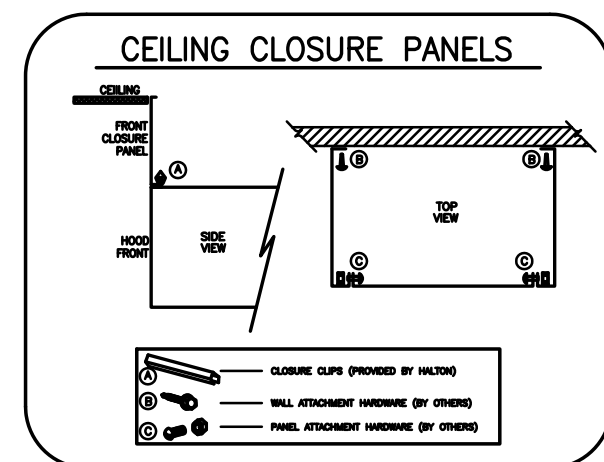 CEILING CLOSURE PANELS
CEILING
FRONT
CLOSURE
PANEL
A
HOOD
FRONT
SIDE
VIEW
B
B
TOP
VIEW
C
C
A
CLOSURE CLIPS (PROVIDED BY HALTON)
B
WALL ATTACHMENT HARDWARE (BY OTHERS)
C
PANEL ATTACHMENT HARDWARE (BY OTHERS)